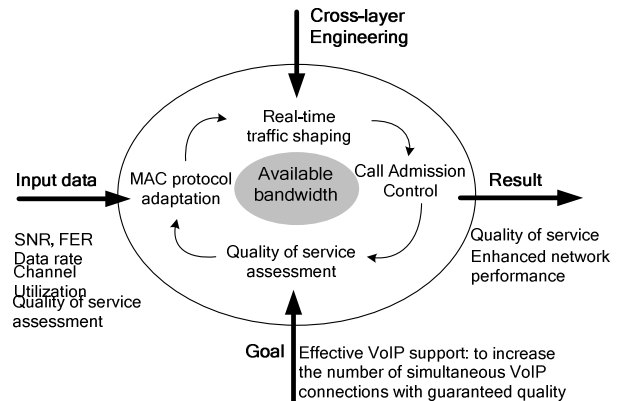 Cross-layer
Engineering
Real-time
traffic shaping
MAC protocol
adaptation
Available
bandwidth
Call Admission
Control
Quality of service
assessment
Input data
SNR, FER
Data rate
Channel
Utilization
Quality of service
assessment
Result
Quality of service
Enhanced network
performance
Goal
Effective VoIP support: to increase
the number of simultaneous VoIP
connections with guaranteed quality